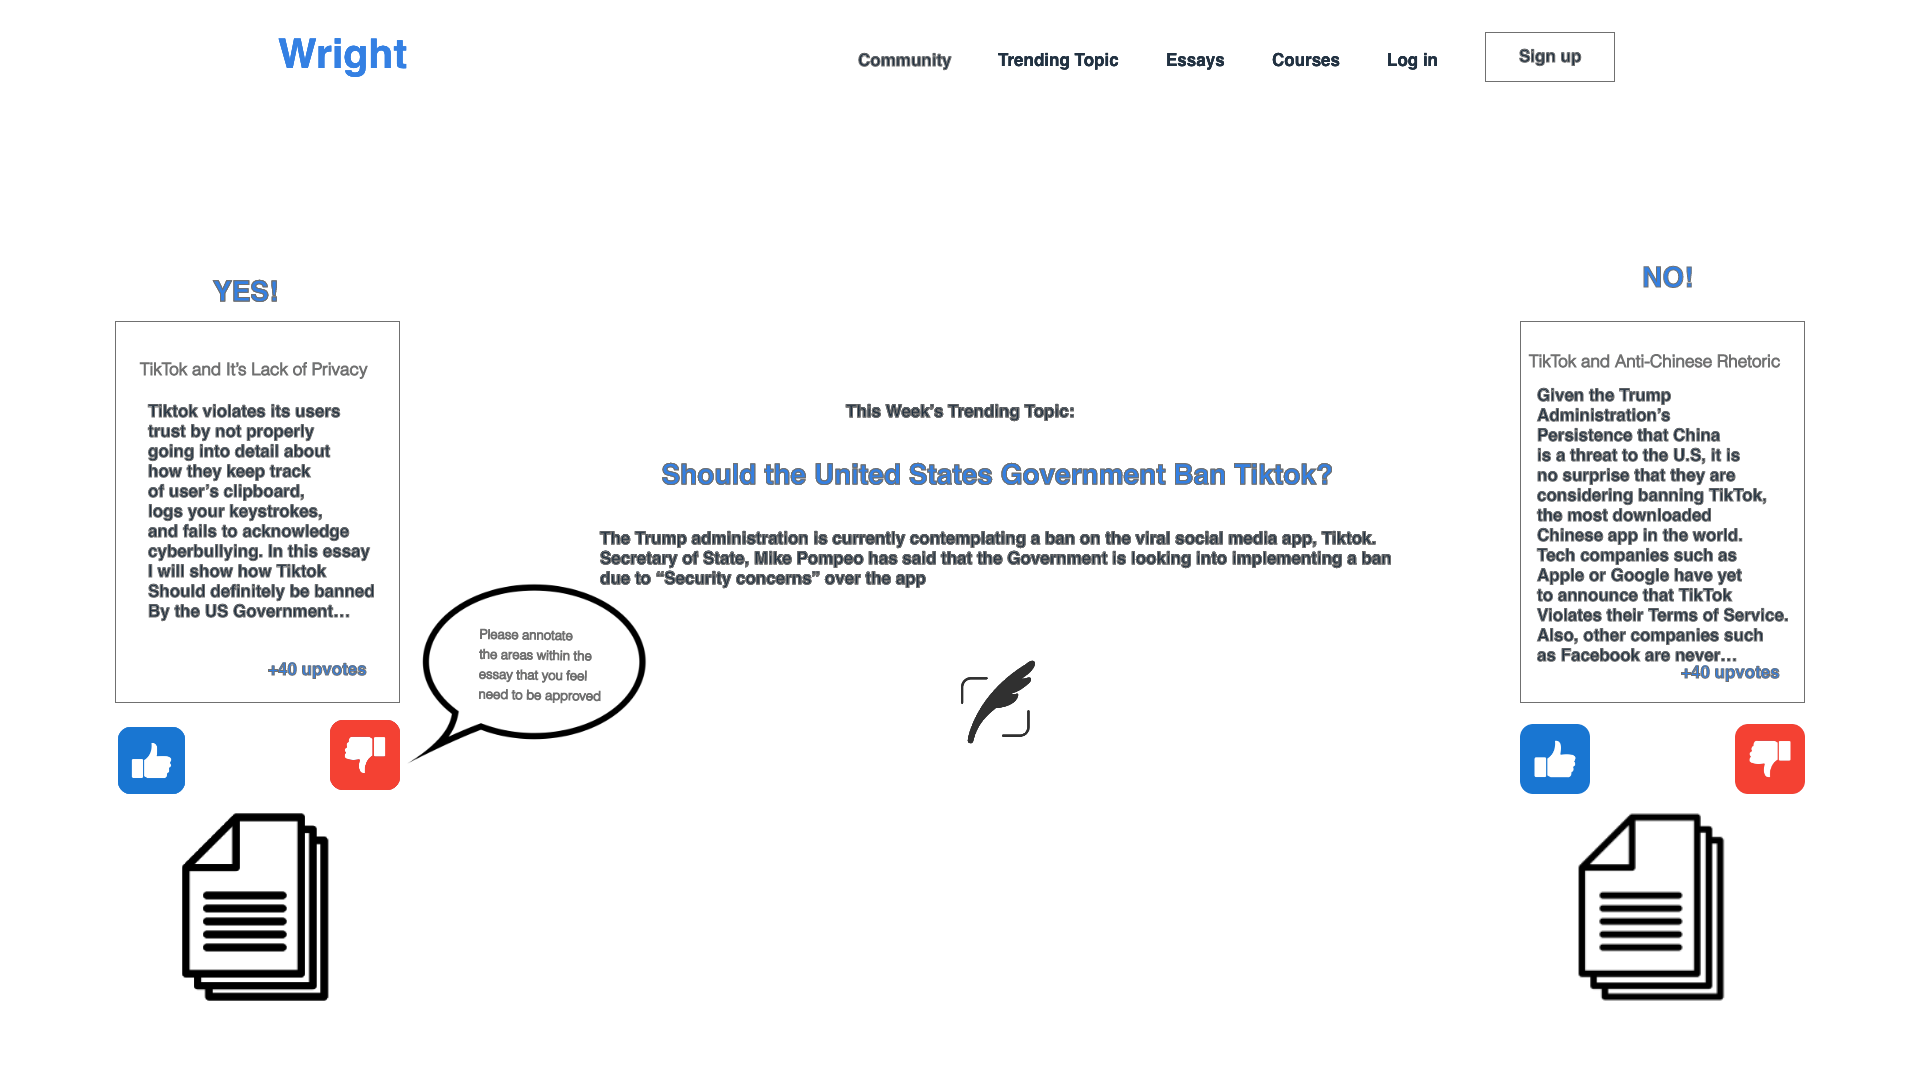 Wright
Community
Trending Topic
Essays
Courses
Log in
Sign up
YES!
TikTok and It's Lack of Privacy
Tiktok violates its users
trust by not properly
going into detail about
how they keep track
of user's clipboard,
logs your keystrokes,
and fails to acknowledge
cyberbullying. In this essay
I will show how Tiktok
Should definitely be banned
By the US Government...
+40 upvotes
Please annotate
the areas within the
essay that you feel
need to be approved
This Week's Trending Topic:
Should the United States Government Ban Tiktok?
The Trump administration is currently contemplating a ban on the viral social media app, Tiktok.
Secretary of State, Mike Pompeo has said that the Government is looking into implementing a ban
due to “Security concerns” over the app
NO!
TikTok and Anti-Chinese Rhetoric
Given the Trump
Administration's
Persistence that China
is a threat to the U.S, it is
no surprise that they are
considering banning TikTok,
the most downloaded
Chinese app in the world.
Tech companies such as
Apple or Google have yet
to announce that TikTok
Violates their Terms of Service.
Also, other companies such
as Facebook are never...
+40 upvotes